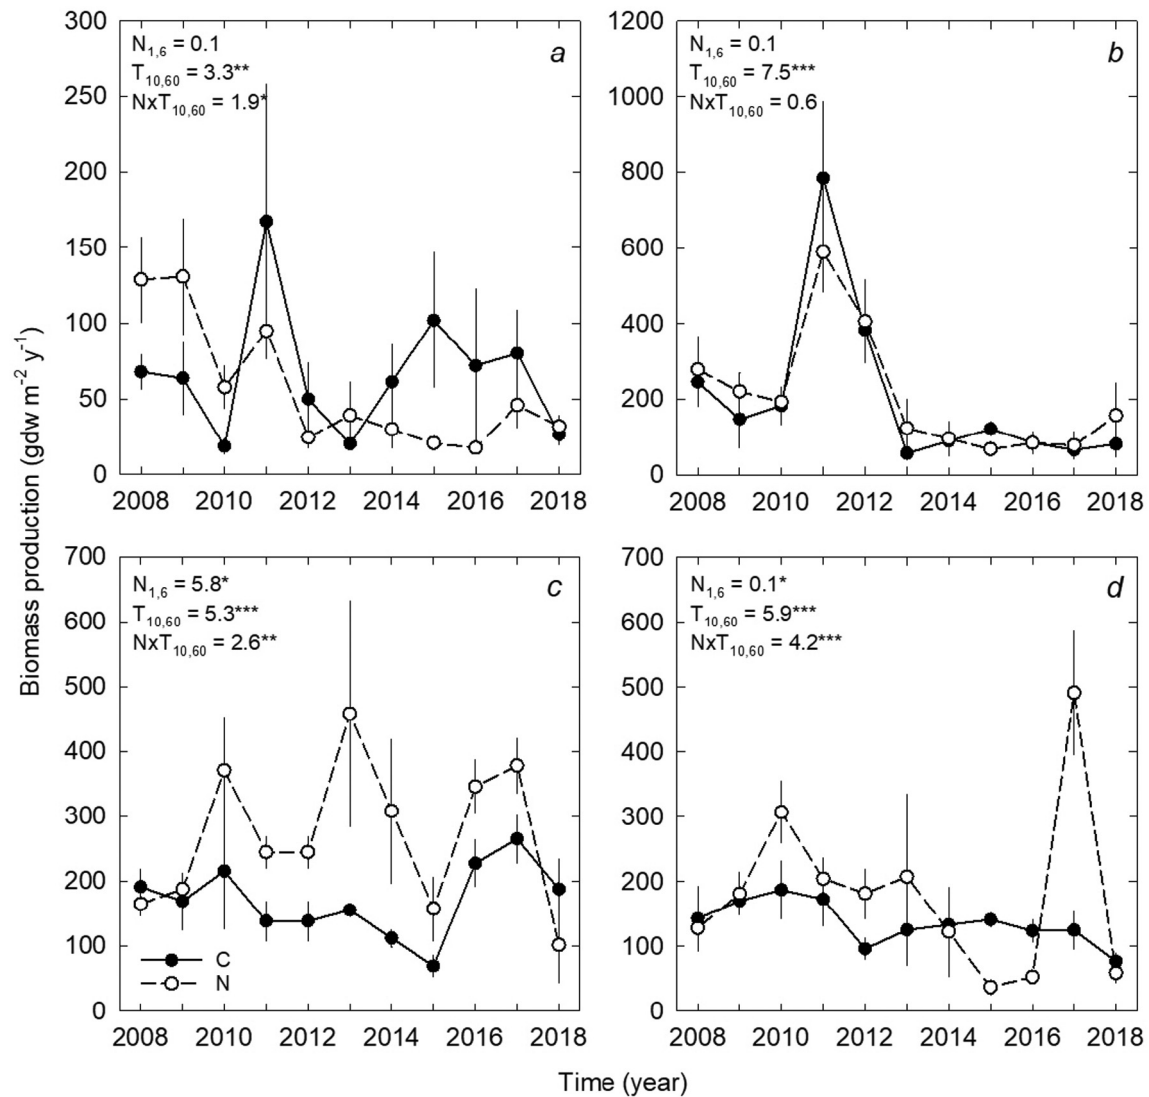 300
250
200
150
100
50
0
N1,6 = 0.1
T10,60 = 3.3**
NxT10,60 = 1.9*
a
2008 2010 2011 2012 2014 2016 2018
1200
1000
800
600
400
200
0
N1,6 = 0.1
T10,60 = 7.5***
NxT10,60 = 0.6
b
2008 2010 2012 2014 2016 2018
Biomass production (gdw m⁻² y⁻¹)
700
600
500
400
300
200
100
0
N1,6 = 5.8*
T10,60 = 5.3***
NxT10,60 = 2.6**
c
C
N
2008 2010 2011 2012 2014 2016 2018
700
600
500
400
300
200
100
0
N1,6 = 0.1*
T10,60 = 5.9***
NxT10,60 = 4.2***
d
2008 2010 2012 2014 2016 2018
Time (year)